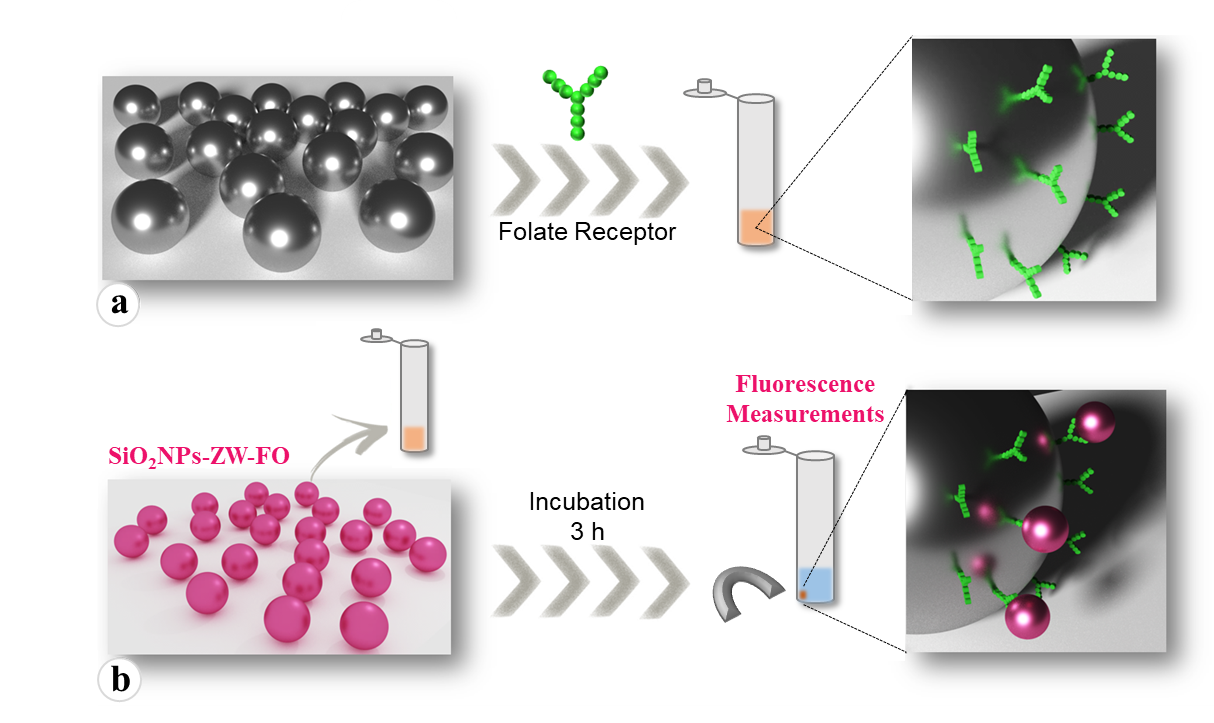 Folate Receptor
a
Fluorescence
Measurements
SiO₂NPs-ZW-FO
Incubation
3 h
b